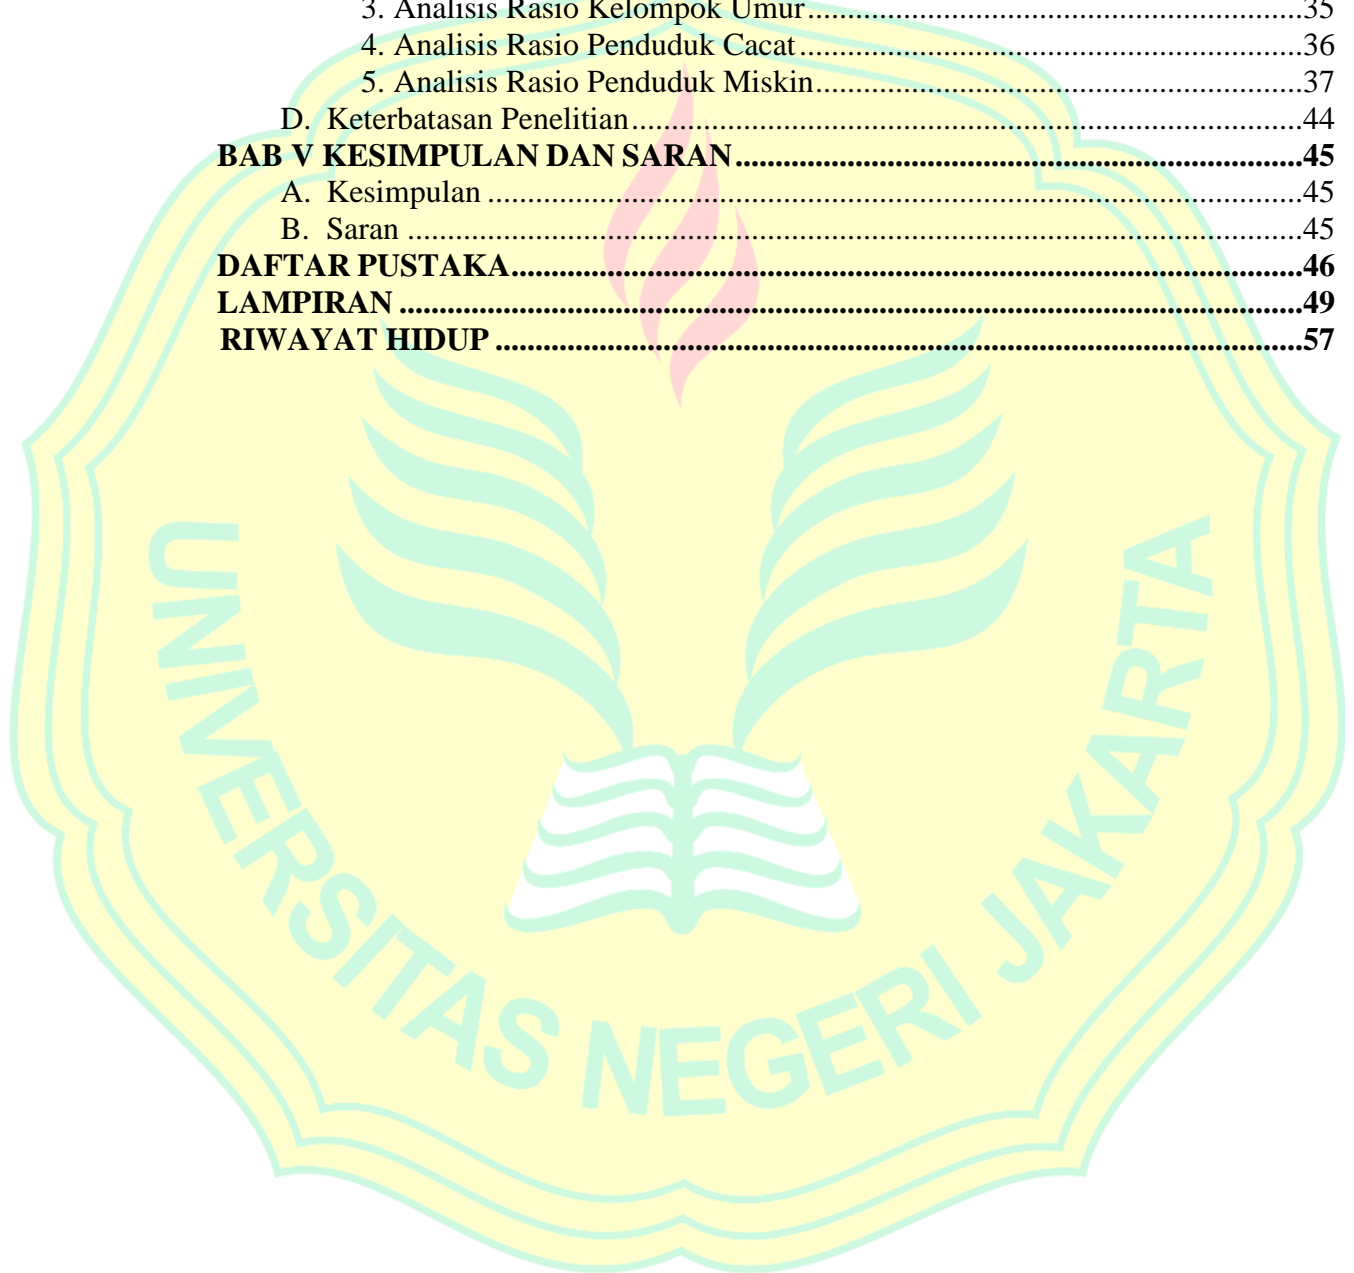 3. Analisis Rasio Kelompok Umur..............................................................35
4. Analisis Rasio Penduduk Cacat..............................................................36
5. Analisis Rasio Penduduk Miskin..............................................................37
D. Keterbatasan Penelitian..............................................................44
BAB V KESIMPULAN DAN SARAN..............................................................45
A. Kesimpulan ..............................................................45
B. Saran ..............................................................45
DAFTAR PUSTAKA..............................................................46
LAMPIRAN ..............................................................49
RIWAYAT HIDUP ..............................................................57
UNIVERSITAS NEGERI JAKARTA